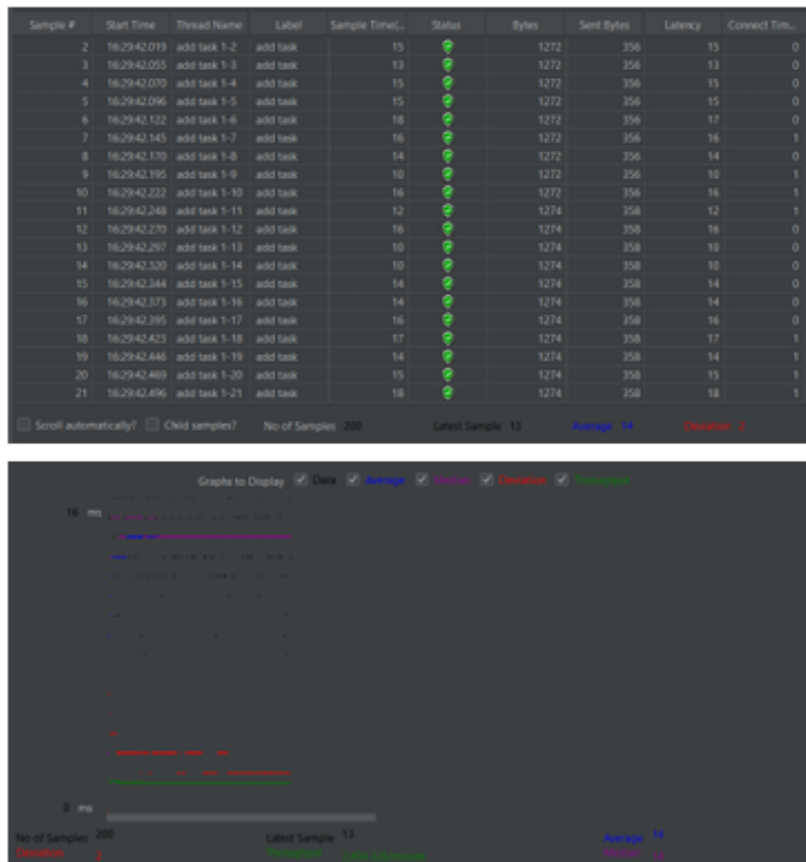 Sample # Start Time Thread Name Label Sample Time(... Status Bytes Sent Bytes Latency Connect Tim...
2 16:29:42.019 add task 1-2 add task 15 1272 356 15 0
3 16:29:42.055 add task 1-3 add task 13 1272 356 13 0
4 16:29:42.070 add task 1-4 add task 15 1272 356 15 0
5 16:29:42.096 add task 1-5 add task 15 1272 356 15 0
6 16:29:42.122 add task 1-6 add task 18 1272 356 17 0
7 16:29:42.145 add task 1-7 add task 16 1272 356 16 1
8 16:29:42.170 add task 1-8 add task 14 1272 356 14 0
9 16:29:42.195 add task 1-9 add task 10 1272 356 10 1
10 16:29:42.222 add task 1-10 add task 16 1272 356 16 1
11 16:29:42.248 add task 1-11 add task 12 1274 358 12 1
12 16:29:42.270 add task 1-12 add task 16 1274 358 16 0
13 16:29:42.297 add task 1-13 add task 10 1274 358 10 0
14 16:29:42.320 add task 1-14 add task 10 1274 358 10 0
15 16:29:42.344 add task 1-15 add task 14 1274 358 14 0
16 16:29:42.373 add task 1-16 add task 14 1274 358 14 0
17 16:29:42.395 add task 1-17 add task 16 1274 358 16 0
18 16:29:42.423 add task 1-18 add task 17 1274 358 17 1
19 16:29:42.446 add task 1-19 add task 14 1274 358 14 1
20 16:29:42.469 add task 1-20 add task 15 1274 358 15 1
21 16:29:42.496 add task 1-21 add task 18 1274 358 18 1
Scroll automatically? Child samples? No of Samples 200 Latest Sample 13 Average 14 Deviation 2
Graphs to Display Data Average Median Deviation Throughput
16 ms
0 ms
No of Samples 200 Latest Sample 13 Average 14
Deviation 2 Throughput Median